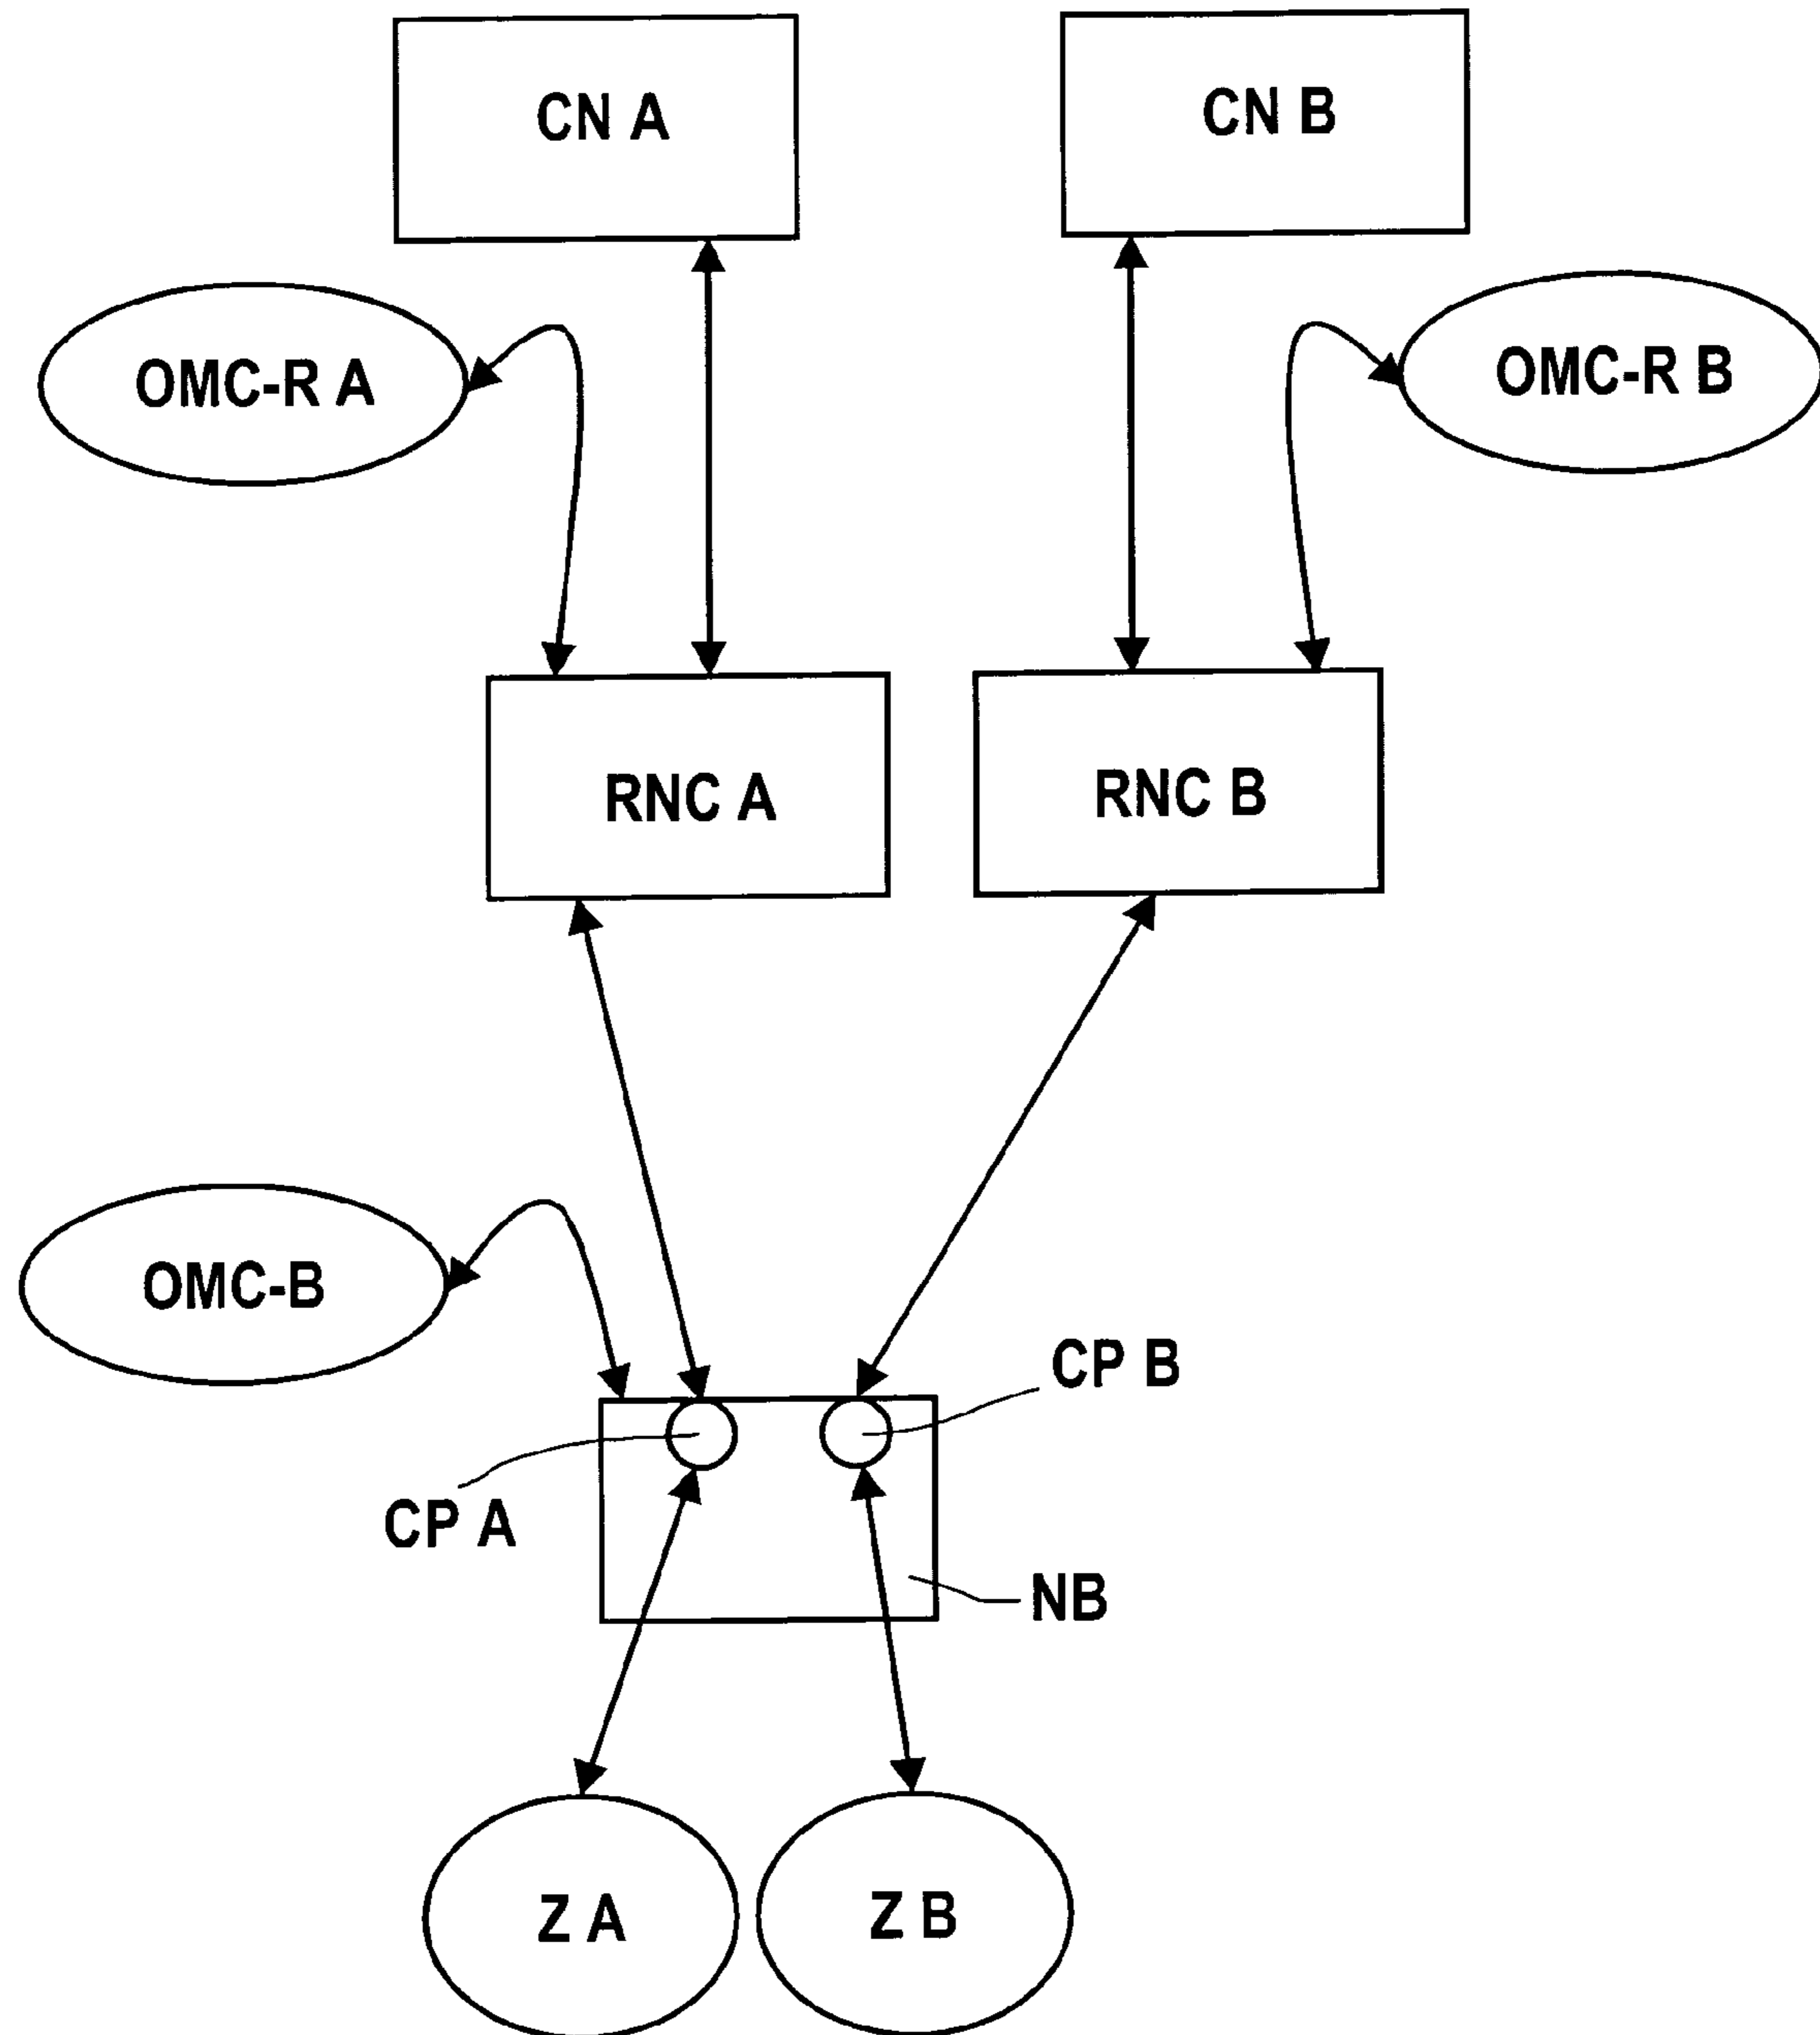 CN A
CN B
OMC-R A
OMC-R B
RNC A
RNC B
OMC-B
CP B
CP A
NB
Z A
Z B